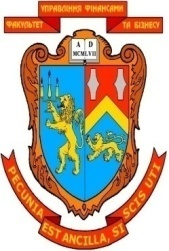 УПРАВЛІННЯ ФІНАНСАМИ
ФАКУЛЬТЕТ ТА БІЗНЕСУ
A D
MCMLVII
PECUNIA EST ANCILLA, SI SCIS UTI